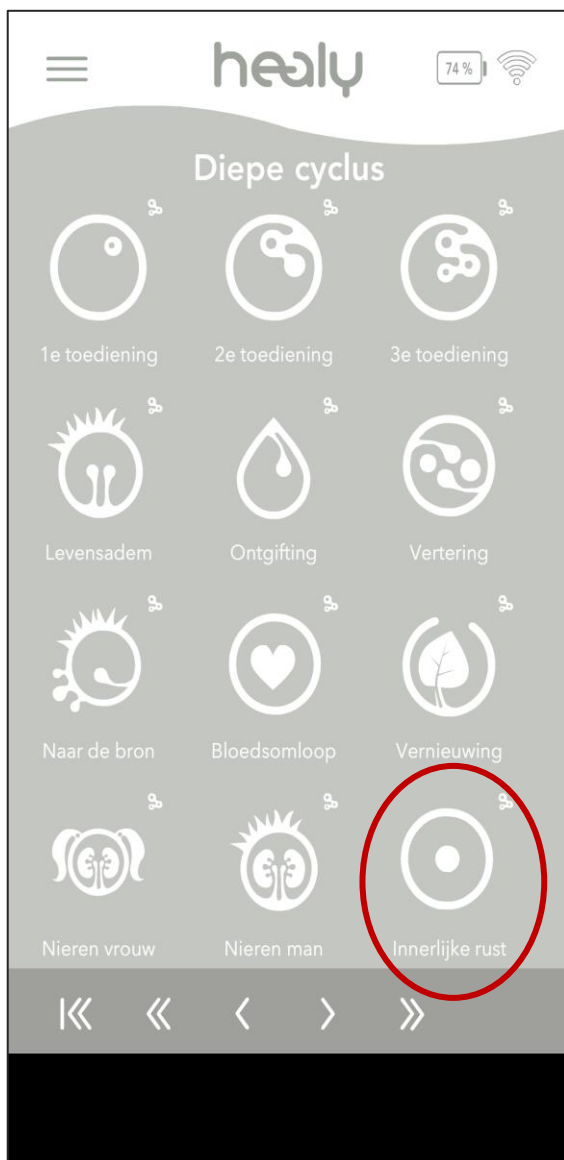 healy
74 %
Diepe cyclus
1e toediening 2e toediening 3e toediening
Levensadem Ontgifting Vertering
Naar de bron Bloedsomloop Vernieuwing
Nieren vrouw Nieren man Innerlijke rust